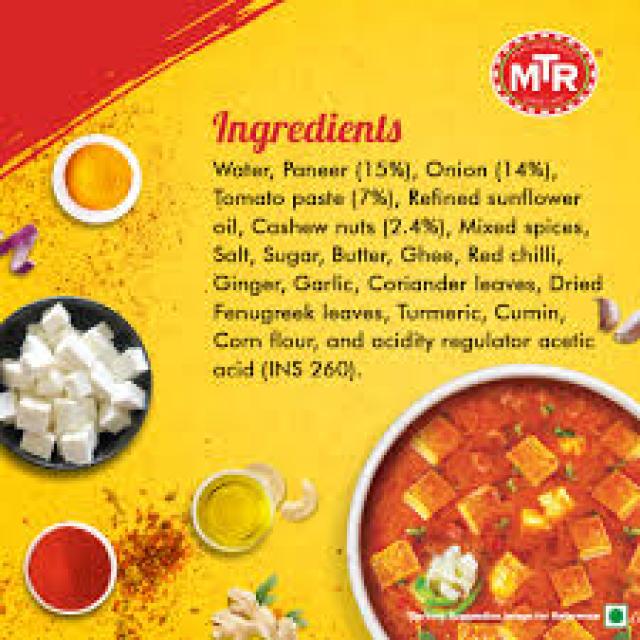 MTR
Ingredients
Water, Paneer (15%), Onion (14%),
Tomato paste (7%), Refined sunflower
oil, Cashew nuts (2.4%), Mixed spices,
Salt, Sugar, Butter, Ghee, Red chilli,
Ginger, Garlic, Coriander leaves, Dried
Fenugreek leaves, Turmeric, Cumin,
Corn flour, and acidity regulator acetic
acid (INS 260).